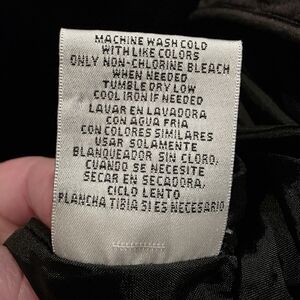 MACHINE WASH COLD
WITH LIKE COLORS
ONLY NON-CHLORINE BLEACH
WHEN NEEDED
TUMBLE DRY LOW
COOL IRON IF NEEDED
LAVAR EN LAVADORA
CON AGUA FRIA
CON COLORES SIMILARES
USAR SOLAMENTE
BLANQUEADOR SIN CLORO,
CUANDO SE NECESITE
SECAR EN SECADORA,
CICLO LENTO
PLANCHA TIBIA SI ES NECESARIO